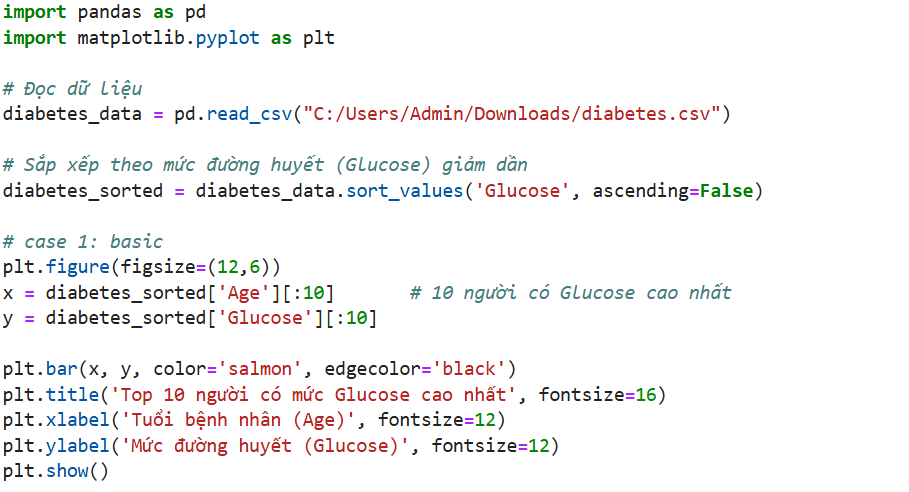 import pandas as pd
import matplotlib.pyplot as plt
# Đọc dữ liệu
diabetes_data = pd.read_csv("C:/Users/Admin/Downloads/diabetes.csv")
# Sắp xếp theo mức đường huyết (Glucose) giảm dần
diabetes_sorted = diabetes_data.sort_values('Glucose', ascending=False)
# case 1: basic
plt.figure(figsize=(12,6))
x = diabetes_sorted['Age'][:10]       # 10 người có Glucose cao nhất
y = diabetes_sorted['Glucose'][:10]
plt.bar(x, y, color='salmon', edgecolor='black')
plt.title('Top 10 người có mức Glucose cao nhất', fontsize=16)
plt.xlabel('Tuổi bệnh nhân (Age)', fontsize=12)
plt.ylabel('Mức đường huyết (Glucose)', fontsize=12)
plt.show()